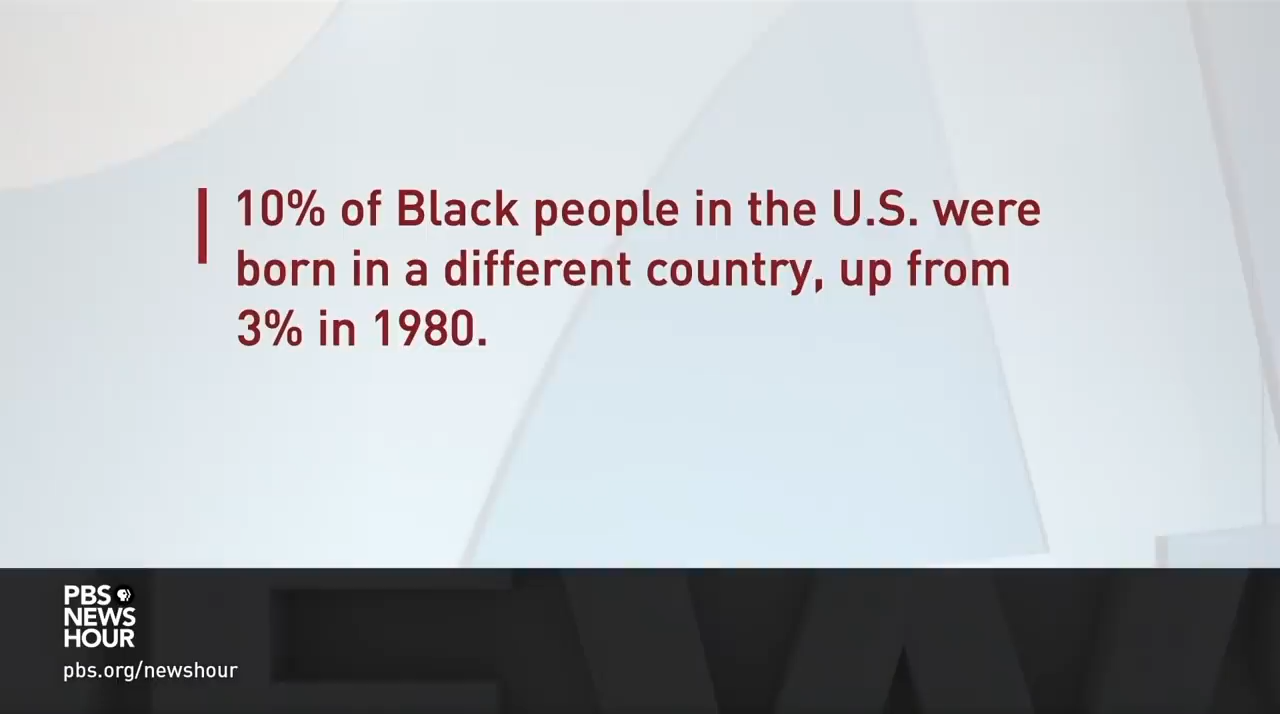 10% of Black people in the U.S. were
born in a different country, up from
3% in 1980.
PBS
NEWS
HOUR
pbs.org/newshour